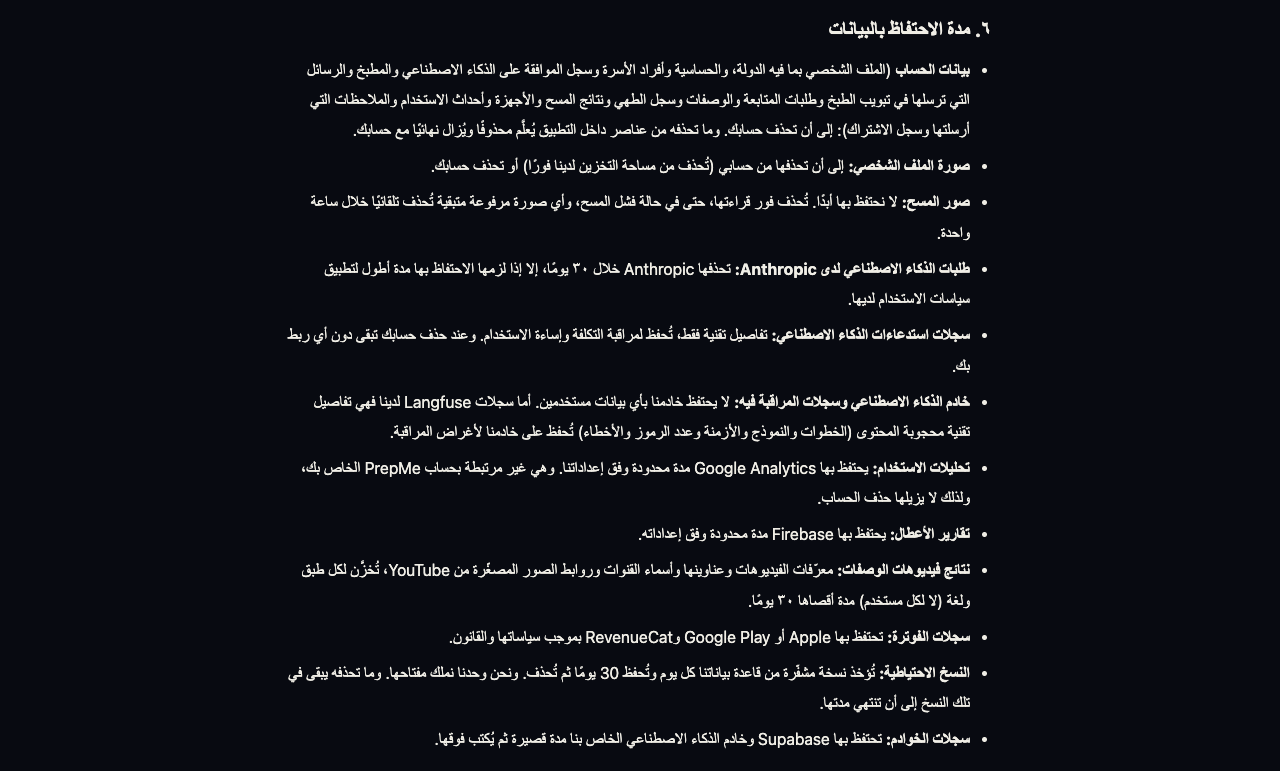 ٦. مدة الاحتفاظ بالبيانات
• بيانات الحساب (الملف الشخصي بما فيه الدولة، والحساسية وأفراد الأسرة وسجل الموافقة على الذكاء الاصطناعي والمطبخ والرسائل
التي ترسلها في تبويب الطبخ وطلبات المتابعة والوصفات وسجل الطهي ونتائج المسح والأجهزة وأحداث الاستخدام والملاحظات التي
أرسلتها وسجل الاشتراك): إلى أن تحذف حسابك. وما تحذفه من عناصر داخل التطبيق يُعلَّم محذوفًا ويُزال نهائيًا مع حسابك.
• صورة الملف الشخصي: إلى أن تحذفها من حسابي (تُحذف من مساحة التخزين لدينا فورًا) أو تحذف حسابك.
• صور المسح: لا نحتفظ بها أبدًا. تُحذف فور قراءتها، حتى في حالة فشل المسح، وأي صورة مرفوعة متبقية تُحذف تلقائيًا خلال ساعة
واحدة.
• طلبات الذكاء الاصطناعي لدى Anthropic: تحذفها Anthropic خلال ٣٠ يومًا، إلا إذا لزمها الاحتفاظ بها مدة أطول لتطبيق
سياسات الاستخدام لديها.
• سجلات استدعاءات الذكاء الاصطناعي: تفاصيل تقنية فقط، تُحفظ لمراقبة التكلفة وإساءة الاستخدام. وعند حذف حسابك تبقى دون أي ربط
بك.
• خادم الذكاء الاصطناعي وسجلات المراقبة فيه: لا يحتفظ خادمنا بأي بيانات مستخدمين. أما سجلات Langfuse لدينا فهي تفاصيل
تقنية محجوبة المحتوى (الخطوات والنموذج والأزمنة وعدد الرموز والأخطاء) تُحفظ على خادمنا لأغراض المراقبة.
• تحليلات الاستخدام: يحتفظ بها Google Analytics مدة محدودة وفق إعداداتنا. وهي غير مرتبطة بحساب PrepMe الخاص بك،
ولذلك لا يزيلها حذف الحساب.
• تقارير الأعطال: يحتفظ بها Firebase مدة محدودة وفق إعداداته.
• نتائج فيديوهات الوصفات: معرّفات الفيديوهات وعناوينها وأسماء القنوات وروابط الصور المصغّرة من YouTube، تُخزَّن لكل طبق
ولغة (لا لكل مستخدم) مدة أقصاها ٣٠ يومًا.
• سجلات الفوترة: تحتفظ بها Apple أو Google Play وRevenueCat بموجب سياساتها والقانون.
• النسخ الاحتياطية: تُؤخذ نسخة مشفّرة من قاعدة بياناتنا كل يوم وتُحفظ 30 يومًا ثم تُحذف. ونحن وحدنا نملك مفتاحها. وما تحذفه يبقى في
تلك النسخ إلى أن تنتهي مدتها.
• سجلات الخوادم: تحتفظ بها Supabase وخادم الذكاء الاصطناعي الخاص بنا مدة قصيرة ثم يُكتب فوقها.